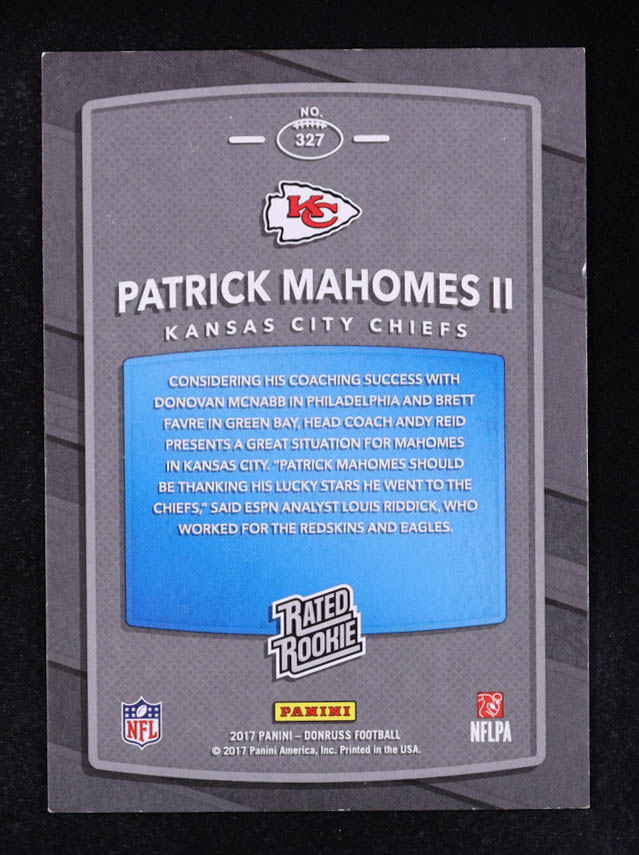 NO.
327
KC
PATRICK MAHOMES II
KANSAS CITY CHIEFS
CONSIDERING HIS COACHING SUCCESS WITH
DONOVAN MCNABB IN PHILADELPHIA AND BRETT
FAVRE IN GREEN BAY, HEAD COACH ANDY REID
PRESENTS A GREAT SITUATION FOR MAHOMES
IN KANSAS CITY. "PATRICK MAHOMES SHOULD
BE THANKING HIS LUCKY STARS HE WENT TO THE
CHIEFS," SAID ESPN ANALYST LOUIS RIDDICK, WHO
WORKED FOR THE REDSKINS AND EAGLES.
RATED
ROOKIE
PANINI
NFL
NFLPA
2017 PANINI – DONRUSS FOOTBALL
© 2017 Panini America, Inc. Printed in the USA.